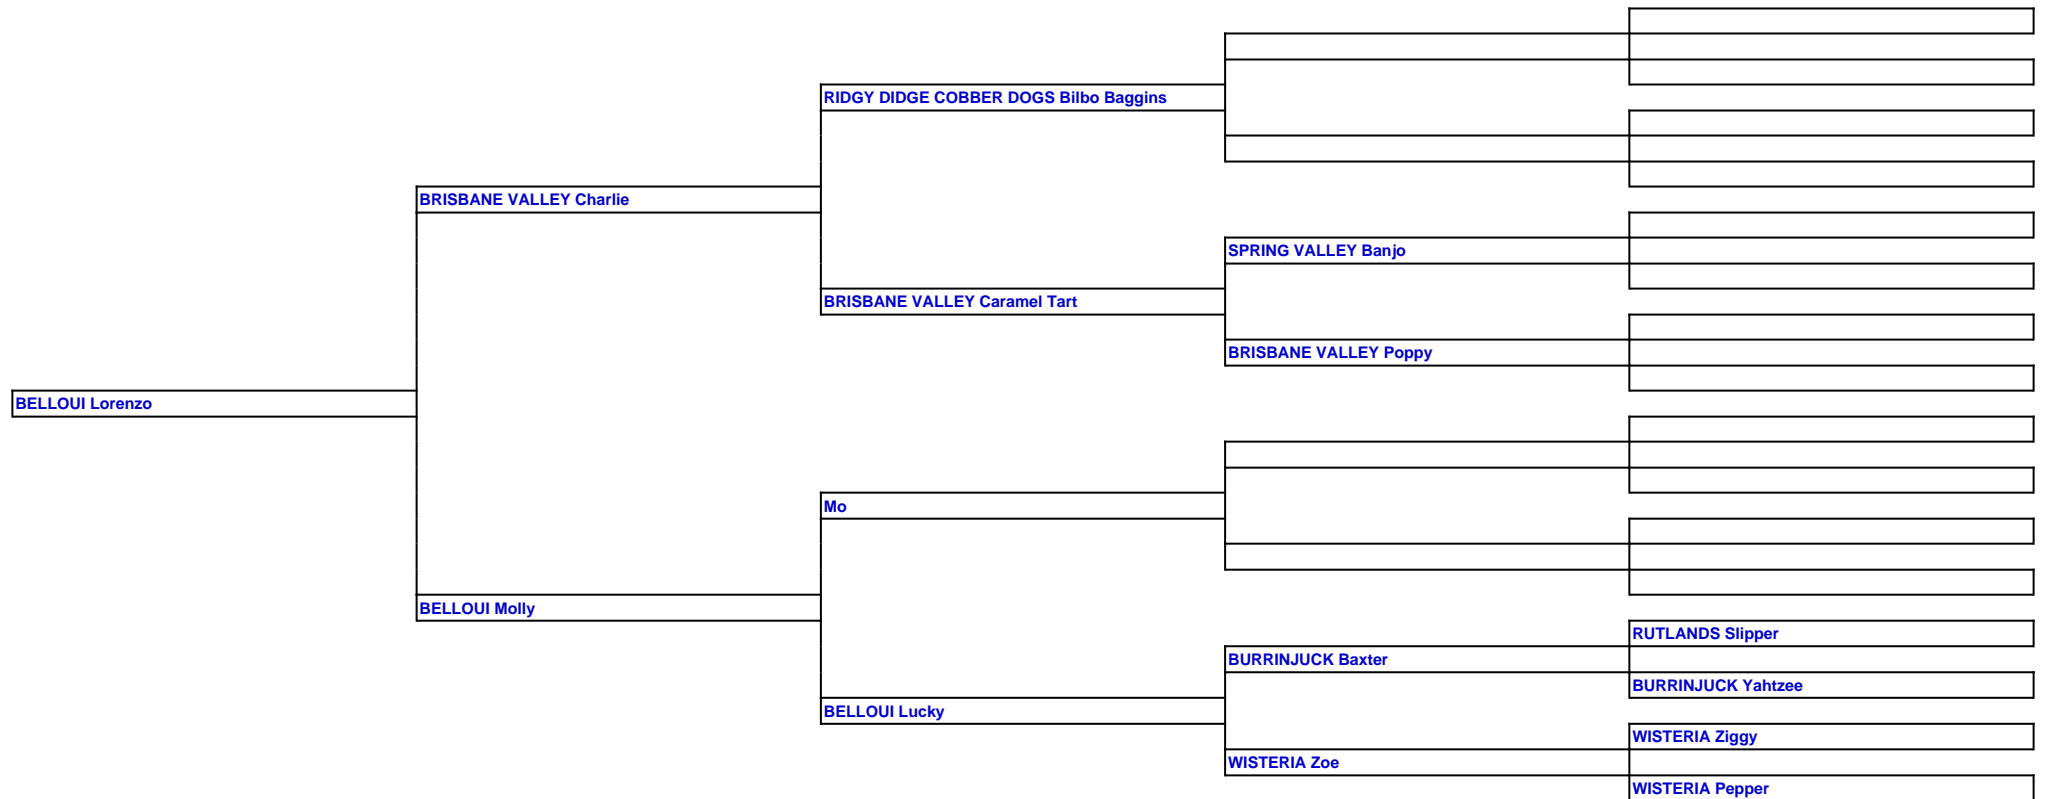 RIDGY DIDGE COBBER DOGS Bilbo Baggins
BRISBANE VALLEY Charlie
SPRING VALLEY Banjo
BRISBANE VALLEY Caramel Tart
BRISBANE VALLEY Poppy
BELLOUI Lorenzo
Mo
BELLOUI Molly
RUTLANDS Slipper
BURRINJUCK Baxter
BURRINJUCK Yahtzee
BELLOUI Lucky
WISTERIA Ziggy
WISTERIA Zoe
WISTERIA Pepper